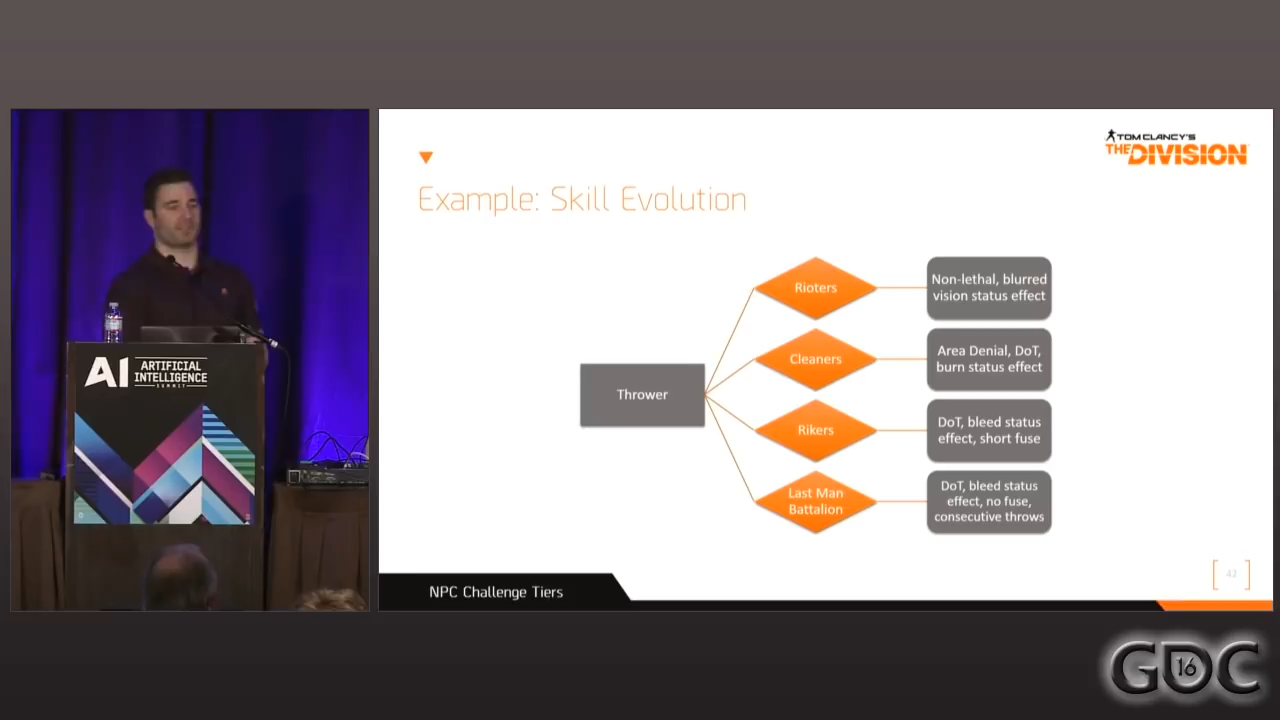 AI ARTIFICIAL
INTELLIGENCE
SUMMIT
TOM CLANCY'S
THE DIVISION
Example: Skill Evolution
Thrower
Rioters
Non-lethal, blurred
vision status effect
Cleaners
Area Denial, DoT,
burn status effect
Rikers
DoT, bleed status
effect, short fuse
Last Man
Battalion
DoT, bleed status
effect, no fuse,
consecutive throws
NPC Challenge Tiers
42
GDC 16